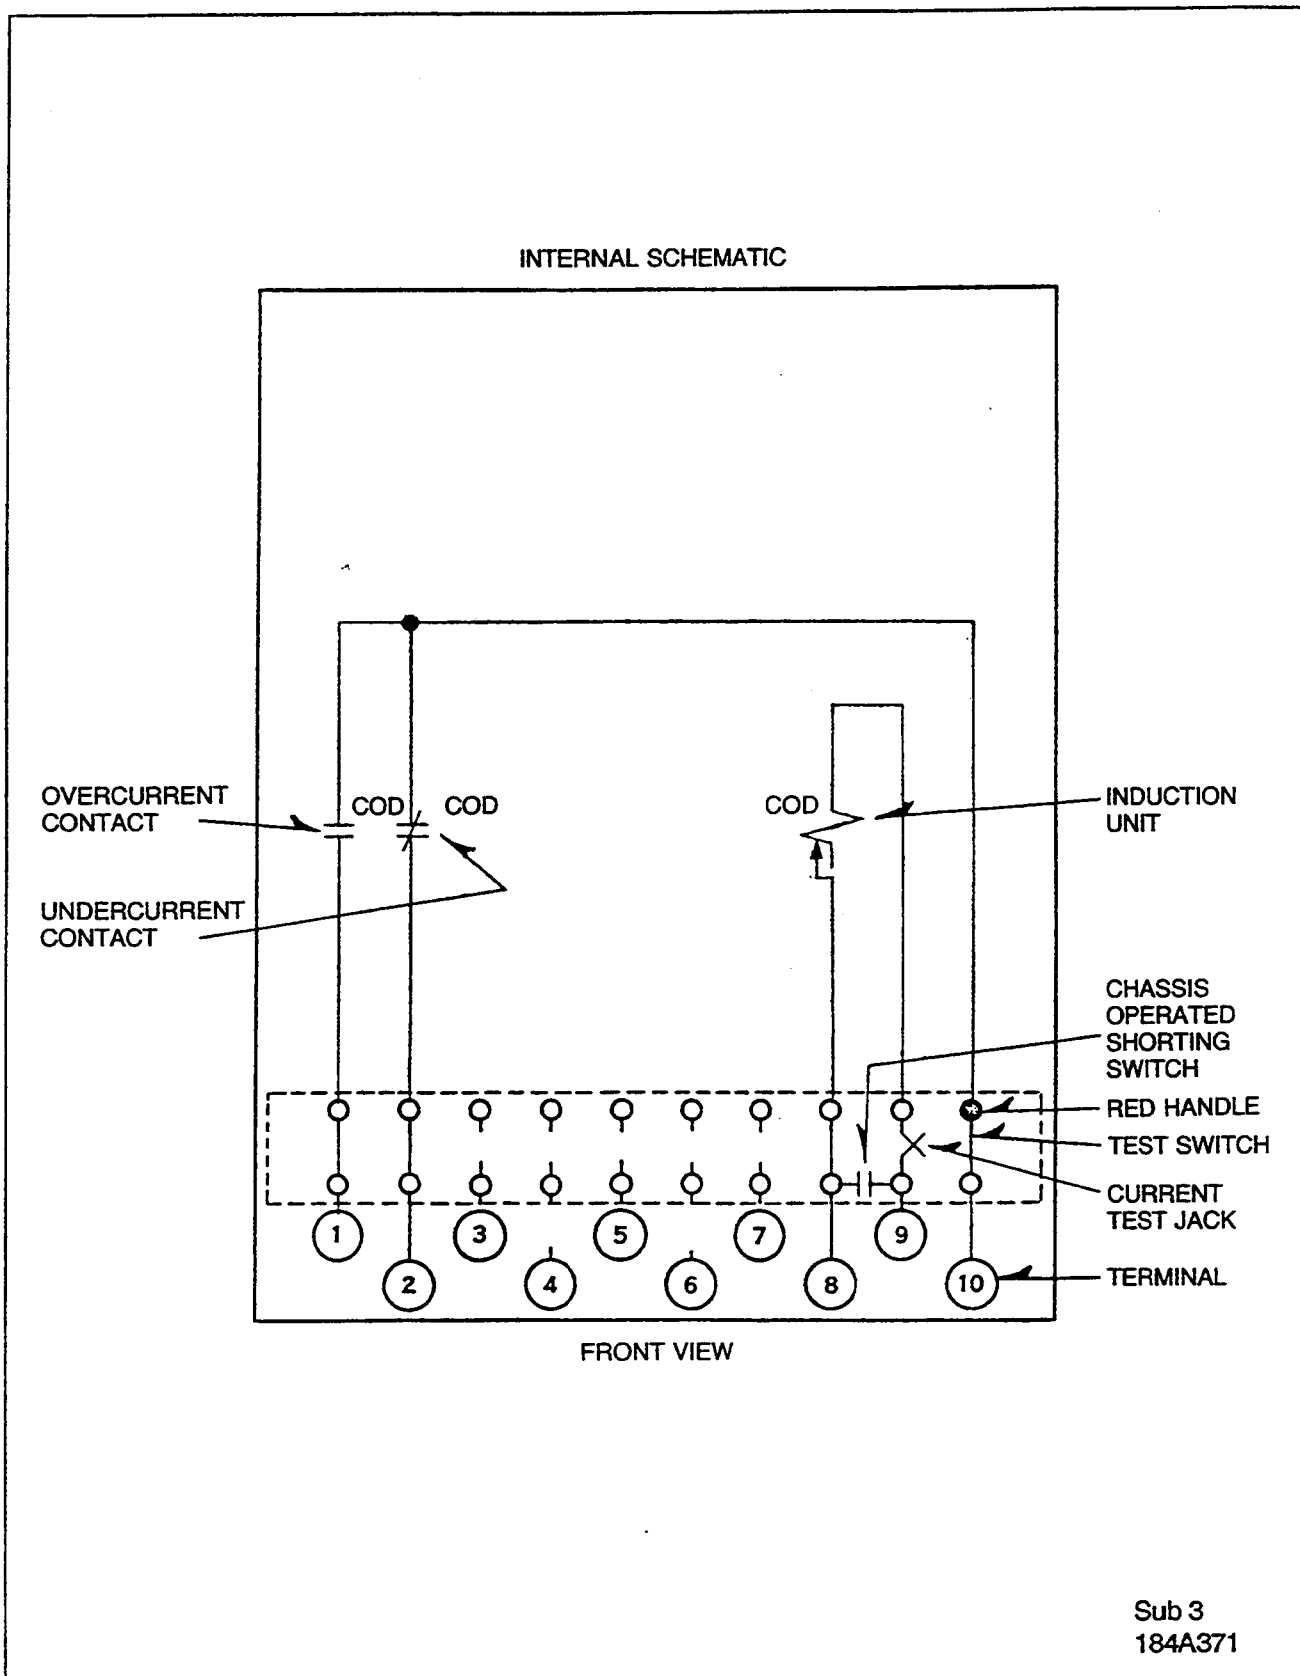 INTERNAL SCHEMATIC
OVERCURRENT
CONTACT
COD
COD
COD
INDUCTION
UNIT
UNDERCURRENT
CONTACT
CHASSIS
OPERATED
SHORTING
SWITCH
RED HANDLE
TEST SWITCH
CURRENT
TEST JACK
1
3
5
7
9
2
4
6
8
10
TERMINAL
FRONT VIEW
Sub 3
184A371